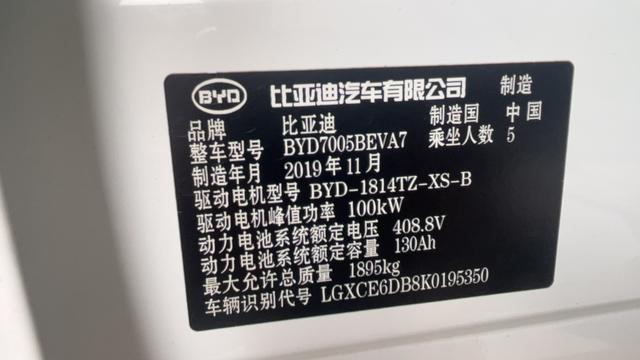 BYD 比亚迪汽车有限公司 制造
品牌 比亚迪 制造国 中国
整车型号 BYD7005BEVA7 乘坐人数 5
制造年月 2019年11月
驱动电机型号 BYD-1814TZ-XS-B
驱动电机峰值功率 100kW
动力电池系统额定电压 408.8V
动力电池系统额定容量 130Ah
最大允许总质量 1895kg
车辆识别代号 LGXCE6DB8K0195350